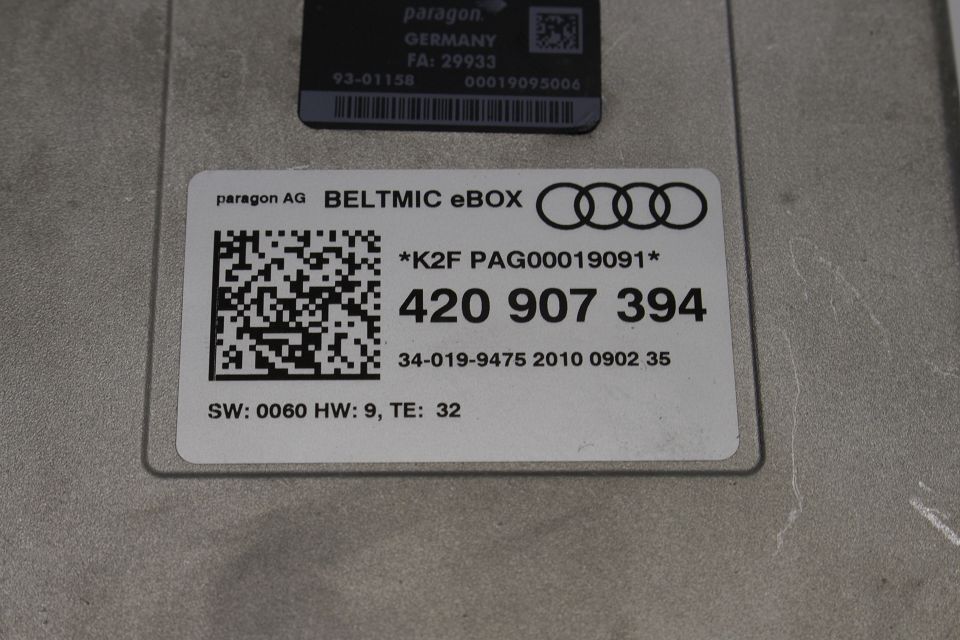 paragon
GERMANY
FA: 29933
93-01158 00019095006
paragon AG BELTMIC eBOX
*K2F PAG00019091*
420 907 394
34-019-9475 2010 0902 35
SW: 0060 HW: 9, TE: 32